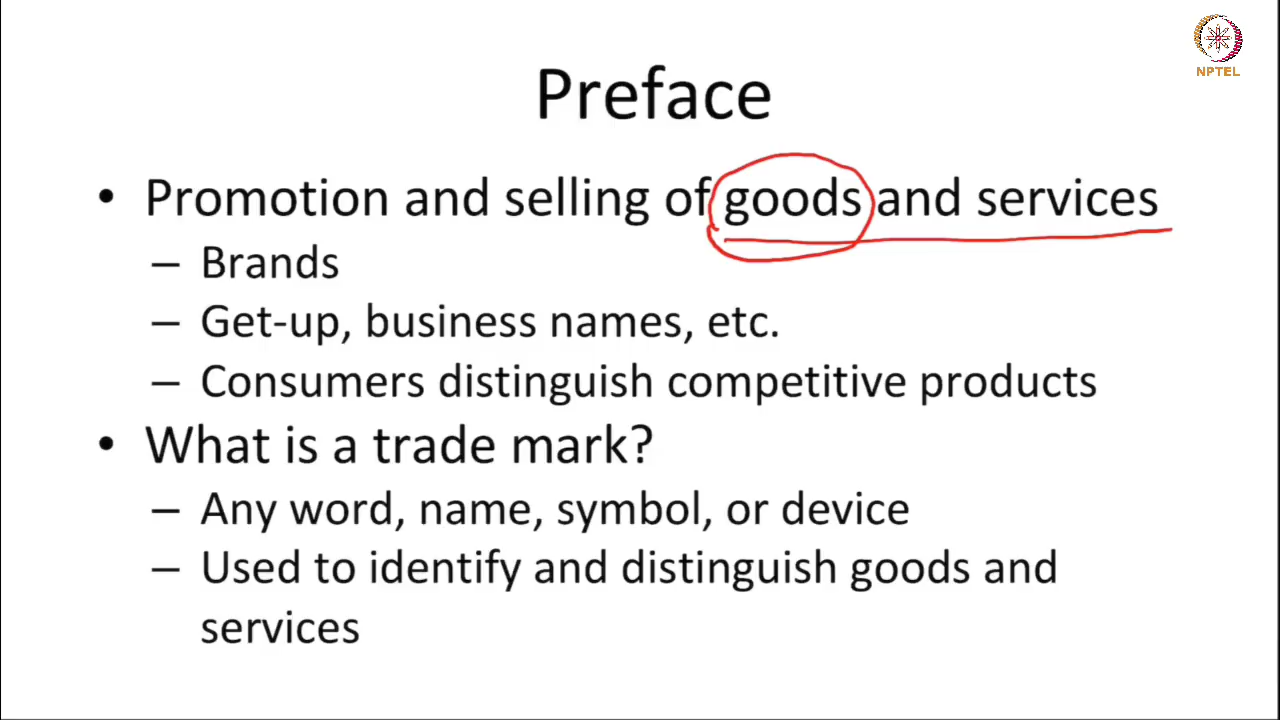 NPTEL
Preface
• Promotion and selling of goods and services
– Brands
– Get-up, business names, etc.
– Consumers distinguish competitive products
• What is a trade mark?
– Any word, name, symbol, or device
– Used to identify and distinguish goods and
services